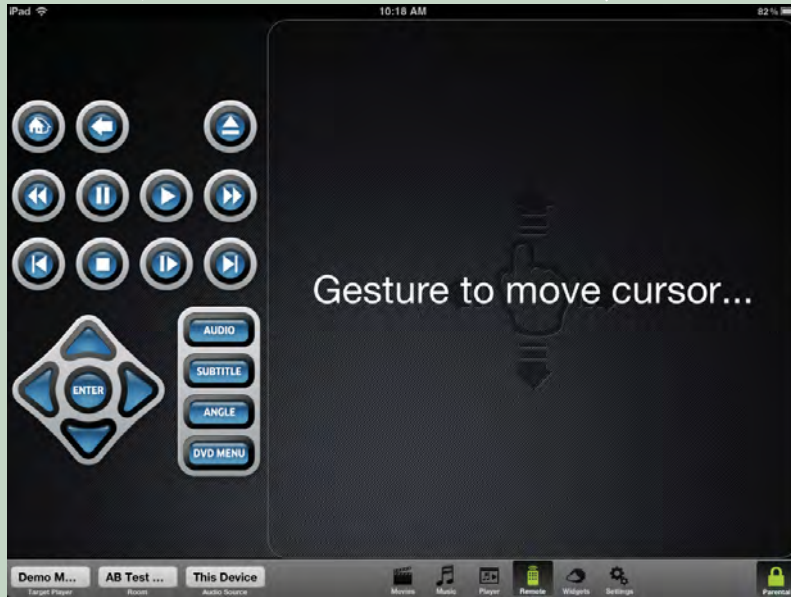 iPad 10:18 AM 82%
AUDIO
SUBTITLE
ANGLE
DVD MENU
ENTER
Gesture to move cursor...
Demo M... AB Test ... This Device
Target Player Room Audio Source
Movies Music Player Remote Widgets Settings Parental